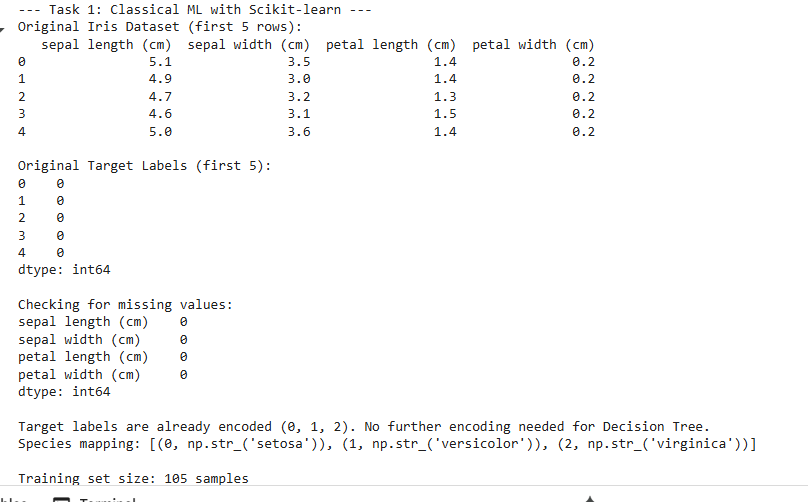 --- Task 1: Classical ML with Scikit-learn ---
Original Iris Dataset (first 5 rows):
   sepal length (cm)  sepal width (cm)  petal length (cm)  petal width (cm)
0                5.1               3.5                1.4               0.2
1                4.9               3.0                1.4               0.2
2                4.7               3.2                1.3               0.2
3                4.6               3.1                1.5               0.2
4                5.0               3.6                1.4               0.2

Original Target Labels (first 5):
0    0
1    0
2    0
3    0
4    0
dtype: int64

Checking for missing values:
sepal length (cm)    0
sepal width (cm)     0
petal length (cm)    0
petal width (cm)     0
dtype: int64

Target labels are already encoded (0, 1, 2). No further encoding needed for Decision Tree.
Species mapping: [(0, np.str_('setosa')), (1, np.str_('versicolor')), (2, np.str_('virginica'))]

Training set size: 105 samples